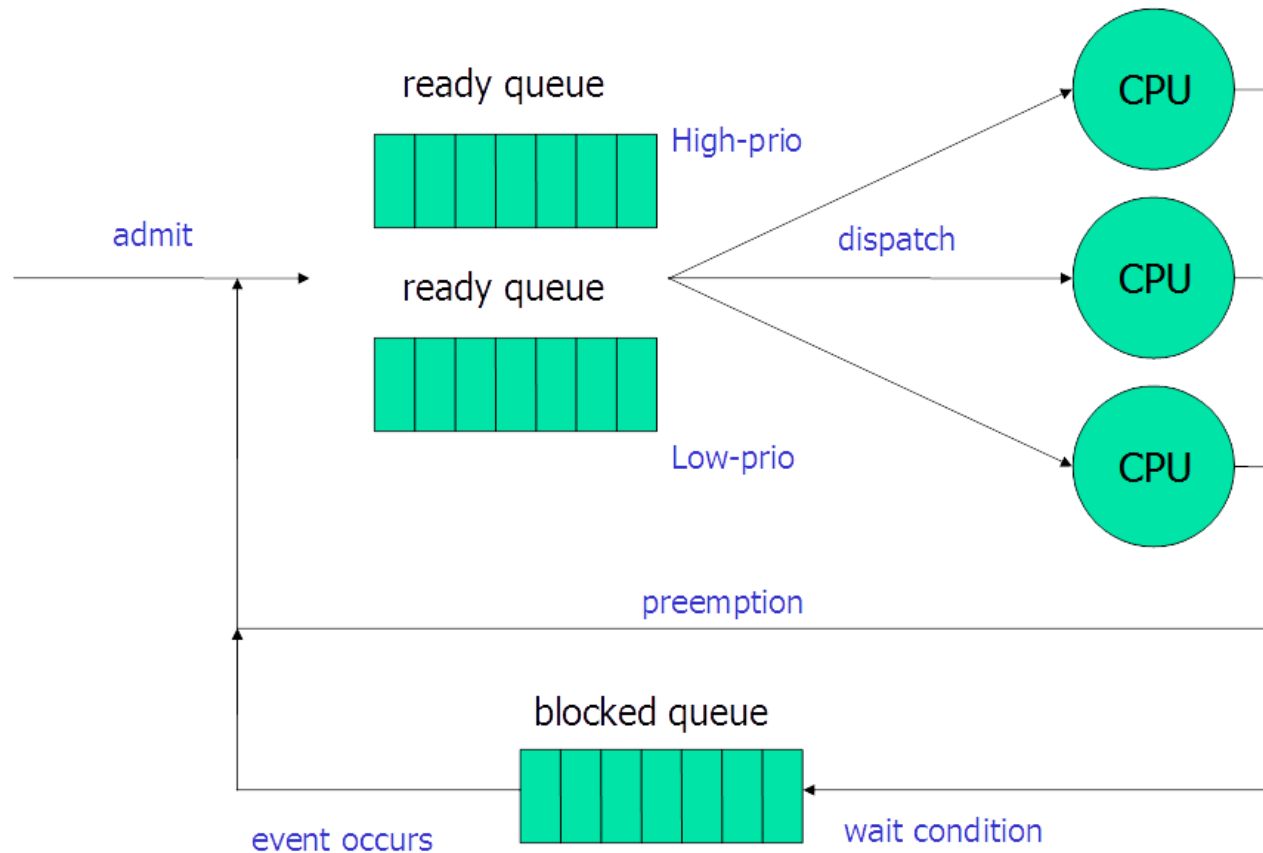 ready queue
High-prio
CPU
admit
dispatch
ready queue
CPU
Low-prio
CPU
preemption
blocked queue
event occurs
wait condition